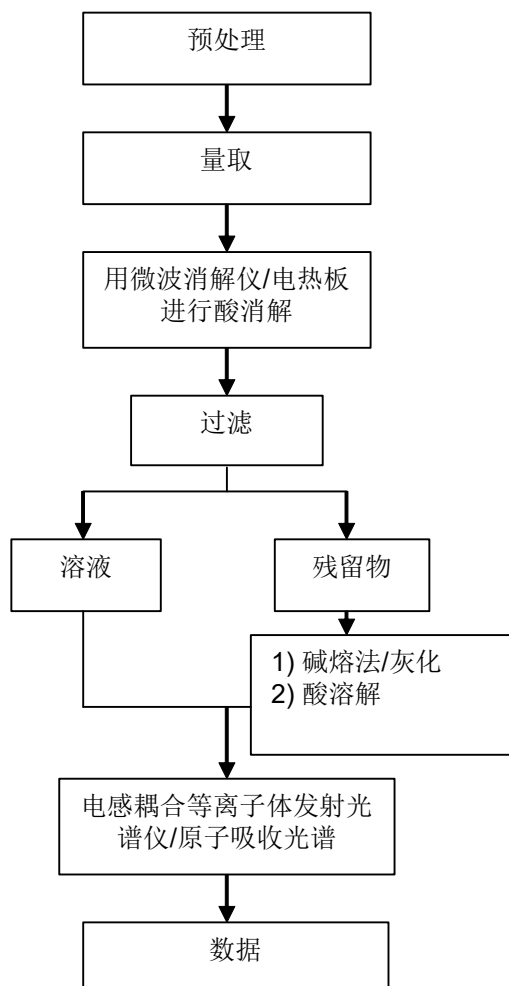 预处理
量取
用微波消解仪/电热板
进行酸消解
过滤
溶液
残留物
1) 碱熔法/灰化
2) 酸溶解
电感耦合等离子体发射光
谱仪/原子吸收光谱
数据